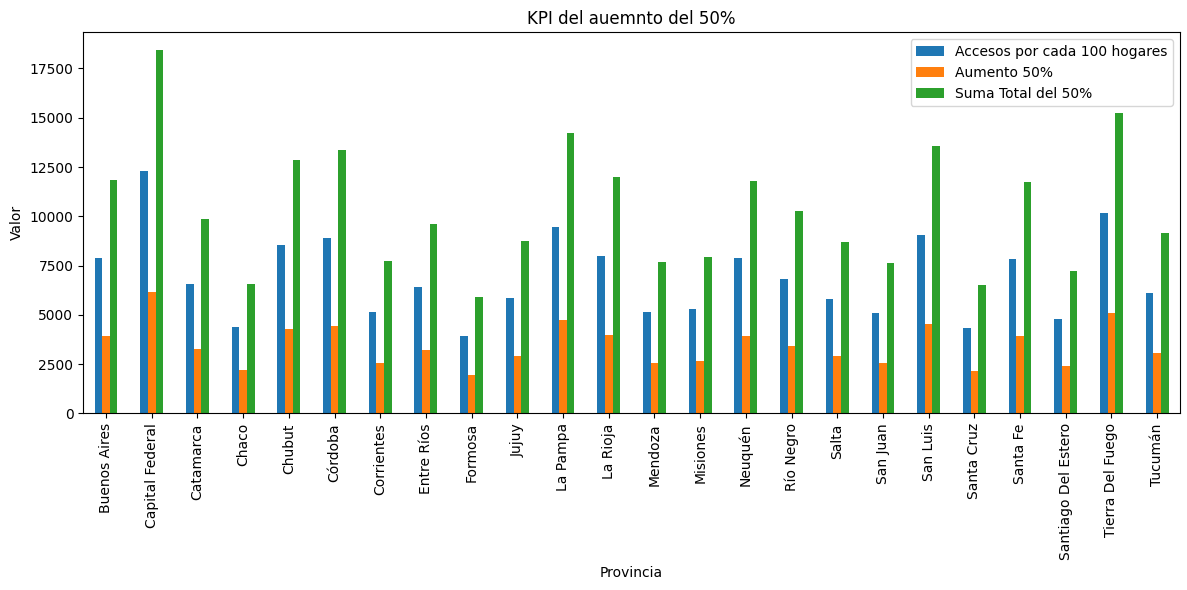 KPI del auemnto del 50%
Accesos por cada 100 hogares
Aumento 50%
Suma Total del 50%
Valor
17500
15000
12500
10000
7500
5000
2500
0
Buenos Aires
Capital Federal
Catamarca
Chaco
Chubut
Córdoba
Corrientes
Entre Ríos
Formosa
Jujuy
La Pampa
La Rioja
Mendoza
Misiones
Neuquén
Río Negro
Salta
San Juan
San Luis
Santa Cruz
Santa Fe
Santiago Del Estero
Tierra Del Fuego
Tucumán
Provincia